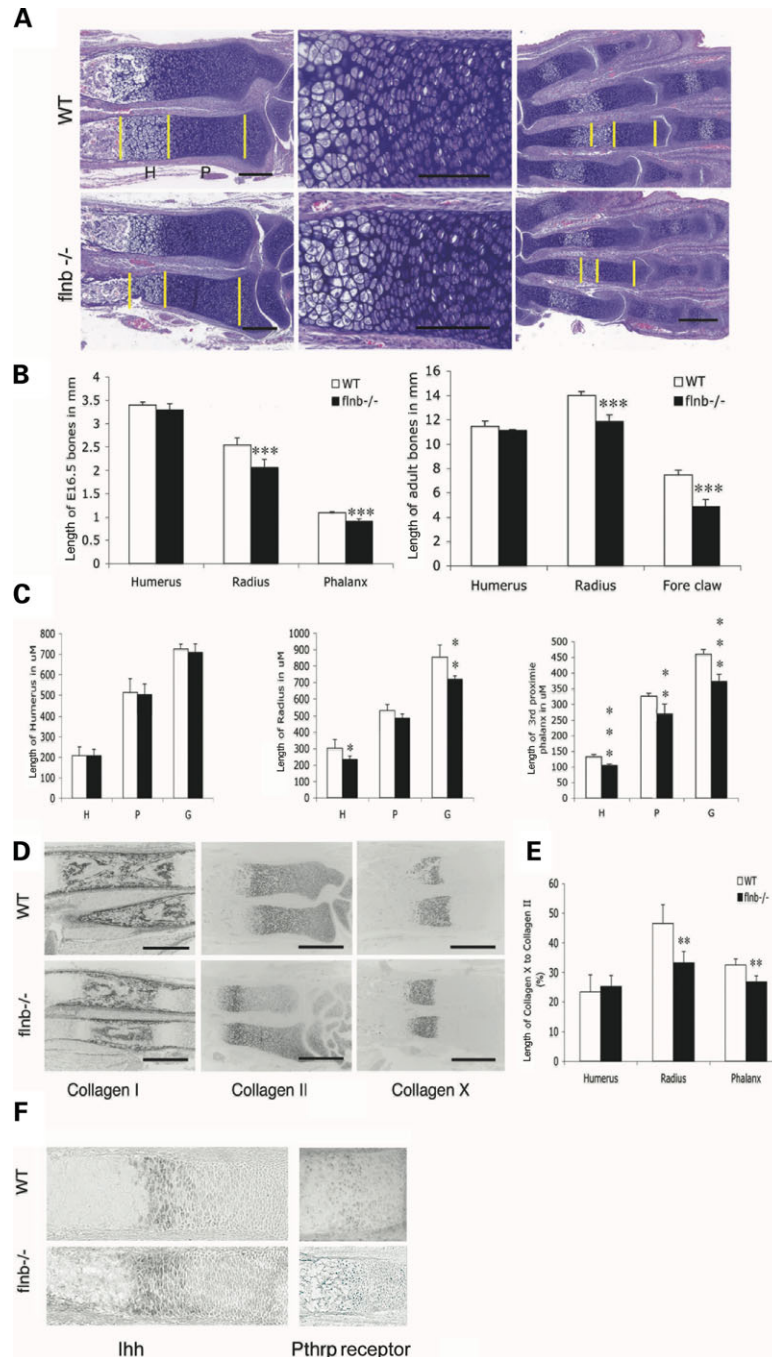 A
WT
H P
flnb -/-
B
Length of E16.5 bones in mm
4
3.5
3
2.5
2
1.5
1
0.5
0
WT
flnb-/-
***
***
Humerus Radius Phalanx
Length of adult bones in mm
16
14
12
10
8
6
4
2
0
WT
flnb-/-
***
***
Humerus Radius Fore claw
C
Length of Humerus in uM
800
700
600
500
400
300
200
100
0
H P G
Length of Radius in uM
1000
900
800
700
600
500
400
300
200
100
0
*
**
H P G
Length of 3rd proximie
phalanx in uM
500
450
400
350
300
250
200
150
100
50
0
***
**
***
H P G
D
WT
flnb-/-
Collagen I Collagen II Collagen X
E
Length of Collagen X to Collagen II
(%)
60
50
40
30
20
10
0
WT
flnb-/-
**
**
Humerus Radius Phalanx
F
WT
flnb-/-
Ihh Pthrp receptor